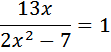 13x / (2x² − 7) = 1